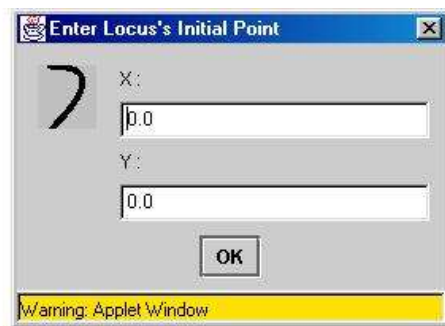 Enter Locus's Initial Point
X :
0.0
Y :
0.0
OK
Warning: Applet Window